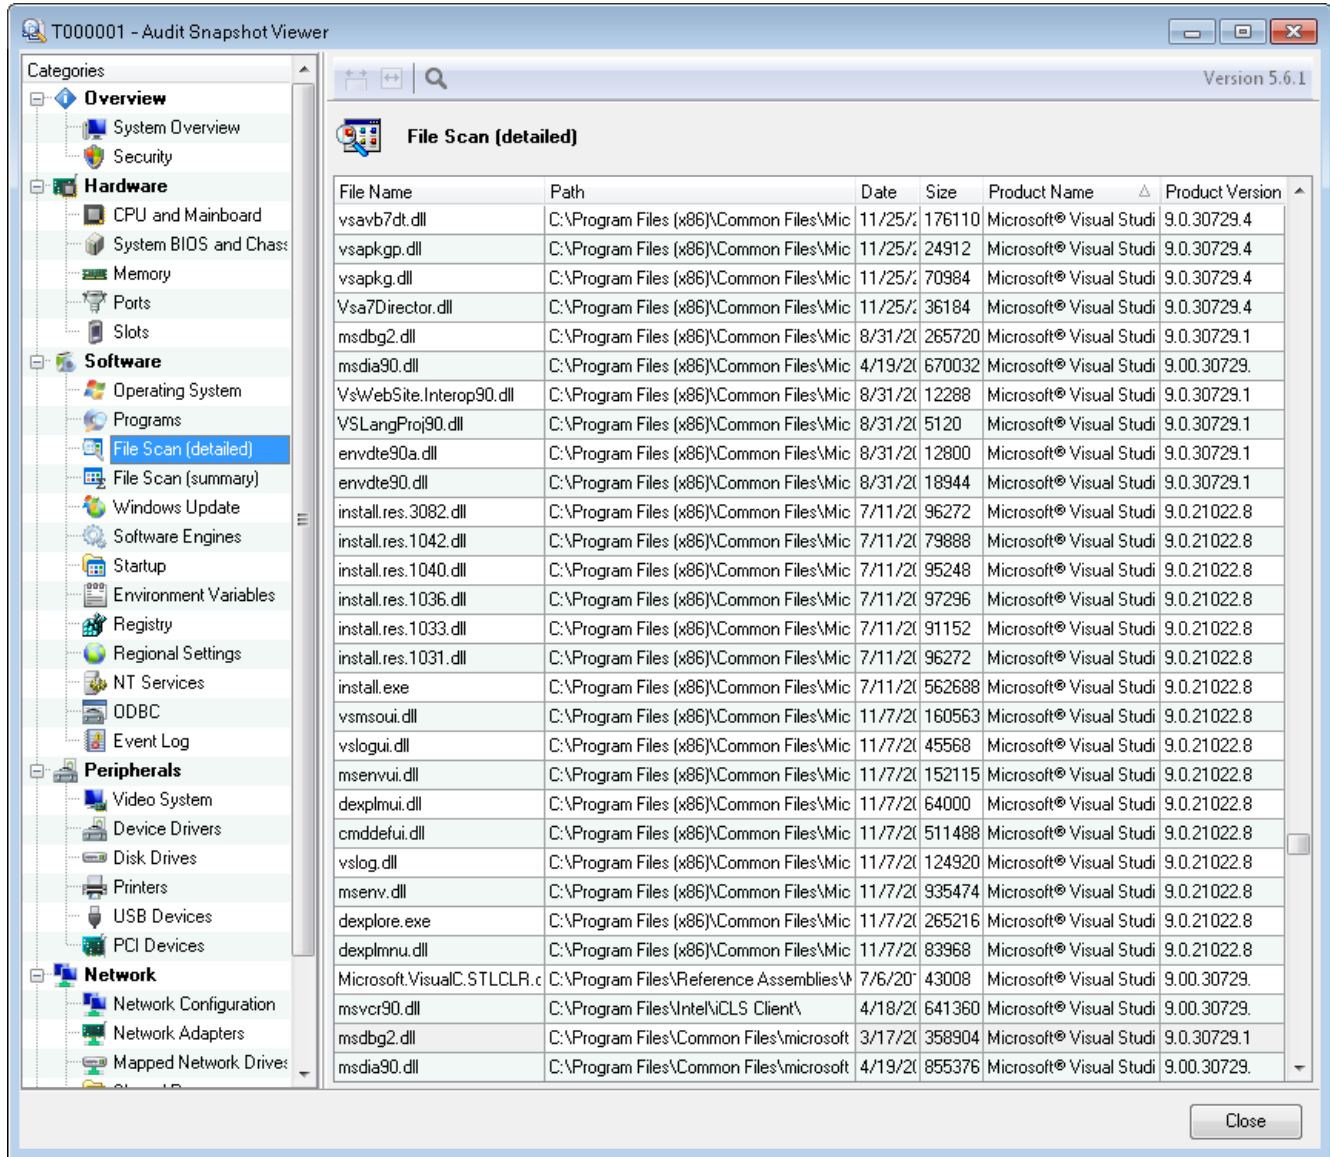 T000001 - Audit Snapshot Viewer
Categories
Overview
System Overview
Security
Hardware
CPU and Mainboard
System BIOS and Chass
Memory
Ports
Slots
Software
Operating System
Programs
File Scan (detailed)
File Scan (summary)
Windows Update
Software Engines
Startup
Environment Variables
Registry
Regional Settings
NT Services
ODBC
Event Log
Peripherals
Video System
Device Drivers
Disk Drives
Printers
USB Devices
PCI Devices
Network
Network Configuration
Network Adapters
Mapped Network Drives
Version 5.6.1
File Scan (detailed)
File Name Path Date Size Product Name Product Version
vsavb7dt.dll C:\Program Files (x86)\Common Files\Mic 11/25/2 176110 Microsoft® Visual Studi 9.0.30729.4
vsapkgp.dll C:\Program Files (x86)\Common Files\Mic 11/25/2 24912 Microsoft® Visual Studi 9.0.30729.4
vsapkg.dll C:\Program Files (x86)\Common Files\Mic 11/25/2 70984 Microsoft® Visual Studi 9.0.30729.4
Vsa7Director.dll C:\Program Files (x86)\Common Files\Mic 11/25/2 36184 Microsoft® Visual Studi 9.0.30729.4
msdbg2.dll C:\Program Files (x86)\Common Files\Mic 8/31/20 265720 Microsoft® Visual Studi 9.0.30729.1
msdia90.dll C:\Program Files (x86)\Common Files\Mic 4/19/20 670032 Microsoft® Visual Studi 9.00.30729.
VsWebSite.Interop90.dll C:\Program Files (x86)\Common Files\Mic 8/31/20 12288 Microsoft® Visual Studi 9.0.30729.1
VSLangProj90.dll C:\Program Files (x86)\Common Files\Mic 8/31/20 5120 Microsoft® Visual Studi 9.0.30729.1
envdte90a.dll C:\Program Files (x86)\Common Files\Mic 8/31/20 12800 Microsoft® Visual Studi 9.0.30729.1
envdte90.dll C:\Program Files (x86)\Common Files\Mic 8/31/20 18944 Microsoft® Visual Studi 9.0.30729.1
install.res.3082.dll C:\Program Files (x86)\Common Files\Mic 7/11/20 96272 Microsoft® Visual Studi 9.0.21022.8
install.res.1042.dll C:\Program Files (x86)\Common Files\Mic 7/11/20 79888 Microsoft® Visual Studi 9.0.21022.8
install.res.1040.dll C:\Program Files (x86)\Common Files\Mic 7/11/20 95248 Microsoft® Visual Studi 9.0.21022.8
install.res.1036.dll C:\Program Files (x86)\Common Files\Mic 7/11/20 97296 Microsoft® Visual Studi 9.0.21022.8
install.res.1033.dll C:\Program Files (x86)\Common Files\Mic 7/11/20 91152 Microsoft® Visual Studi 9.0.21022.8
install.res.1031.dll C:\Program Files (x86)\Common Files\Mic 7/11/20 96272 Microsoft® Visual Studi 9.0.21022.8
install.exe C:\Program Files (x86)\Common Files\Mic 7/11/20 562688 Microsoft® Visual Studi 9.0.21022.8
vsmsoui.dll C:\Program Files (x86)\Common Files\Mic 11/7/20 160563 Microsoft® Visual Studi 9.0.21022.8
vslogui.dll C:\Program Files (x86)\Common Files\Mic 11/7/20 45568 Microsoft® Visual Studi 9.0.21022.8
msenvui.dll C:\Program Files (x86)\Common Files\Mic 11/7/20 152115 Microsoft® Visual Studi 9.0.21022.8
dexplmui.dll C:\Program Files (x86)\Common Files\Mic 11/7/20 64000 Microsoft® Visual Studi 9.0.21022.8
cmddefui.dll C:\Program Files (x86)\Common Files\Mic 11/7/20 511488 Microsoft® Visual Studi 9.0.21022.8
vslog.dll C:\Program Files (x86)\Common Files\Mic 11/7/20 124920 Microsoft® Visual Studi 9.0.21022.8
msenv.dll C:\Program Files (x86)\Common Files\Mic 11/7/20 935474 Microsoft® Visual Studi 9.0.21022.8
dexplore.exe C:\Program Files (x86)\Common Files\Mic 11/7/20 265216 Microsoft® Visual Studi 9.0.21022.8
dexplmnu.dll C:\Program Files (x86)\Common Files\Mic 11/7/20 83968 Microsoft® Visual Studi 9.0.21022.8
Microsoft.VisualC.STLCLR.d C:\Program Files\Reference Assemblies\M 7/6/201 43008 Microsoft® Visual Studi 9.00.30729.
msvcr90.dll C:\Program Files\Intel\iCLS Client\ 4/18/20 641360 Microsoft® Visual Studi 9.00.30729.
msdbg2.dll C:\Program Files\Common Files\microsoft 3/17/20 358904 Microsoft® Visual Studi 9.0.30729.1
msdia90.dll C:\Program Files\Common Files\microsoft 4/19/20 855376 Microsoft® Visual Studi 9.00.30729.
Close